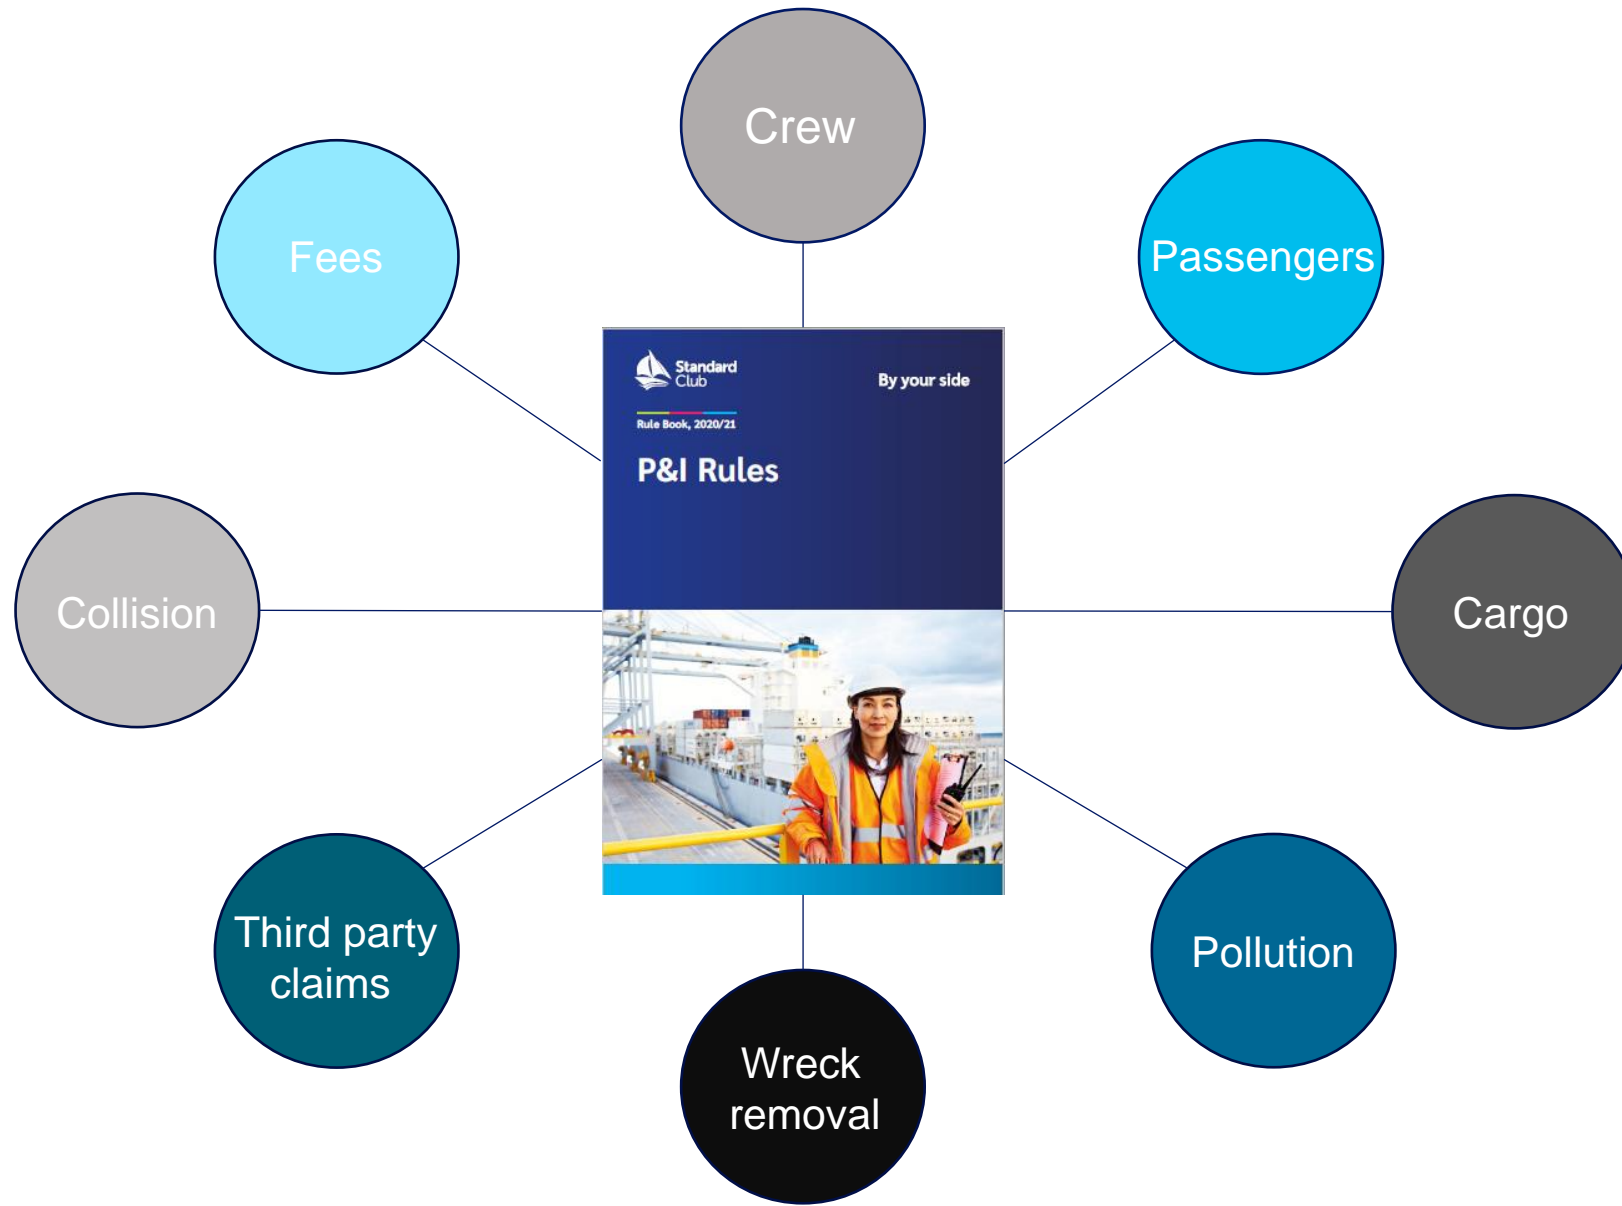 Crew
Fees
Passengers
Standard
Club
By your side
Rule Book, 2020/21
P&I Rules
Collision
Cargo
Third party
claims
Pollution
Wreck
removal